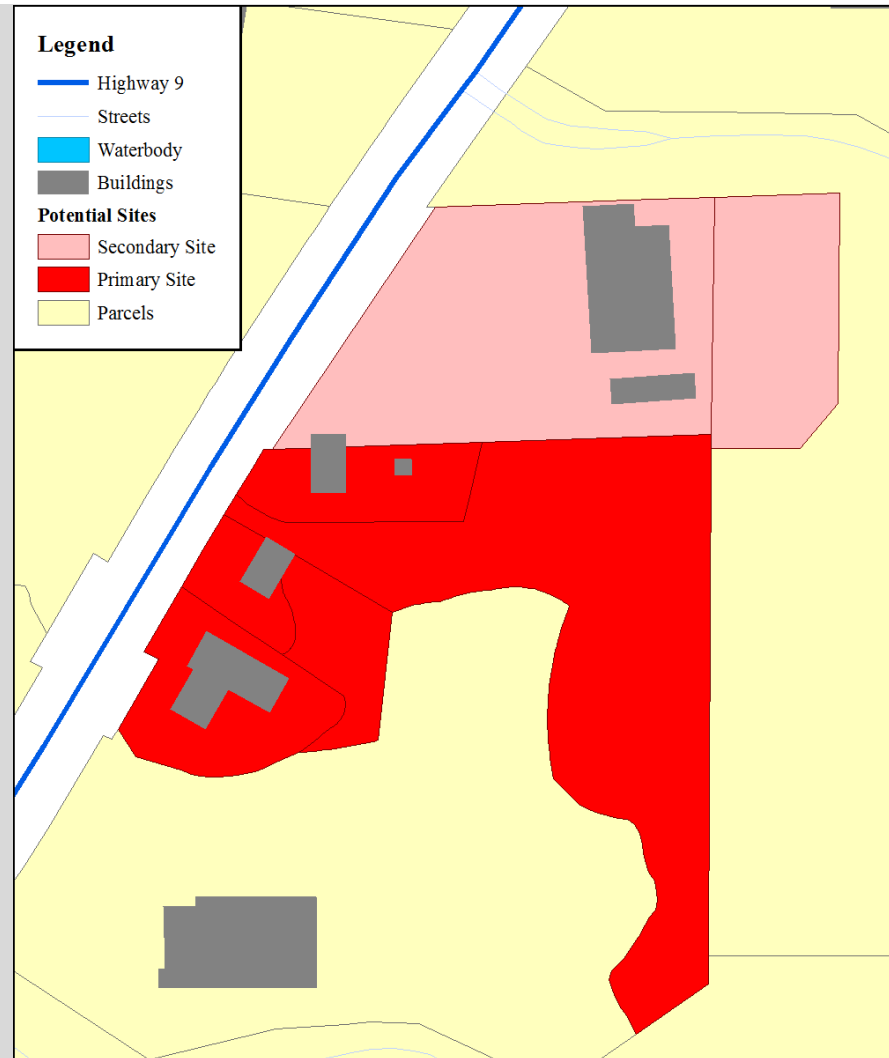 Legend
Highway 9
Streets
Waterbody
Buildings
Potential Sites
Secondary Site
Primary Site
Parcels